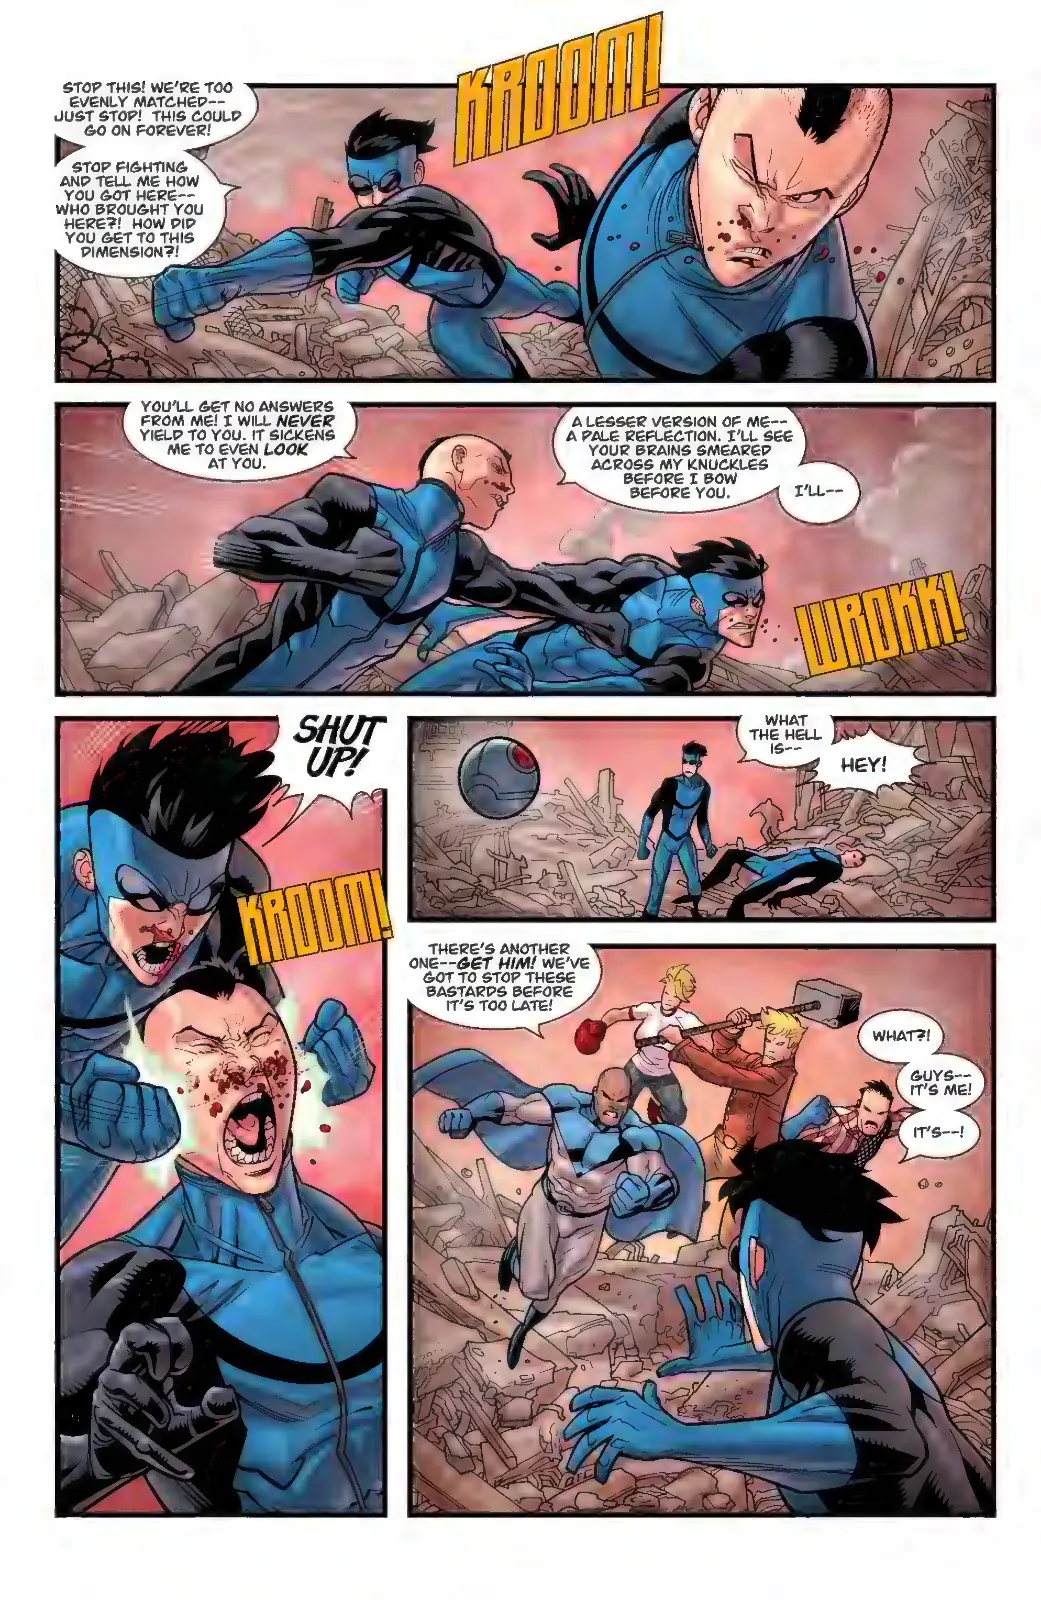 STOP THIS! WE'RE TOO
EVENLY MATCHED--
JUST STOP! THIS COULD
GO ON FOREVER!
STOP FIGHTING
AND TELL ME HOW
YOU GOT HERE--
WHO BROUGHT YOU
HERE?! HOW DID
YOU GET TO THIS
DIMENSION?!
KROOM!
YOU'LL GET NO ANSWERS
FROM ME! I WILL NEVER
YIELD TO YOU. IT SICKENS
ME TO EVEN LOOK
AT YOU.
A LESSER VERSION OF ME--
A PALE REFLECTION. I'LL SEE
YOUR BRAINS SMEARED
ACROSS MY KNUCKLES
BEFORE I BOW
BEFORE YOU.
I'LL--
WROKK!
SHUT
UP!
KROOM!
WHAT
THE HELL
IS--
HEY!
THERE'S ANOTHER
ONE--GET HIM! WE'VE
GOT TO STOP THESE
BASTARDS BEFORE
IT'S TOO LATE!
WHAT?!
GUYS--
IT'S ME!
IT'S--!